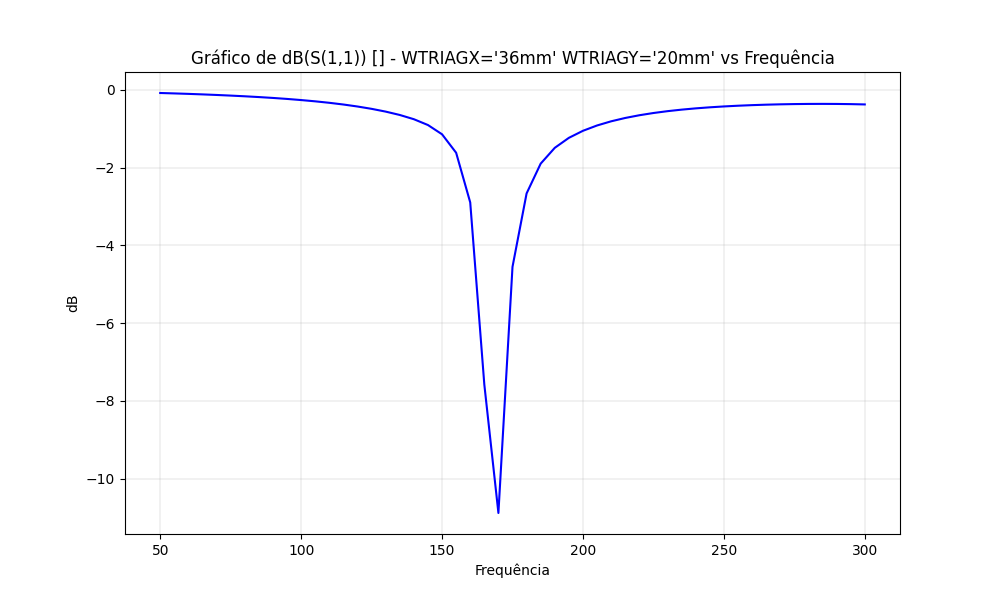 Gráfico de dB(S(1,1)) [] - WTRIAGX='36mm' WTRIAGY='20mm' vs Frequência
0
−2
−4
−6
−8
−10
dB
50 100 150 200 250 300
Frequência